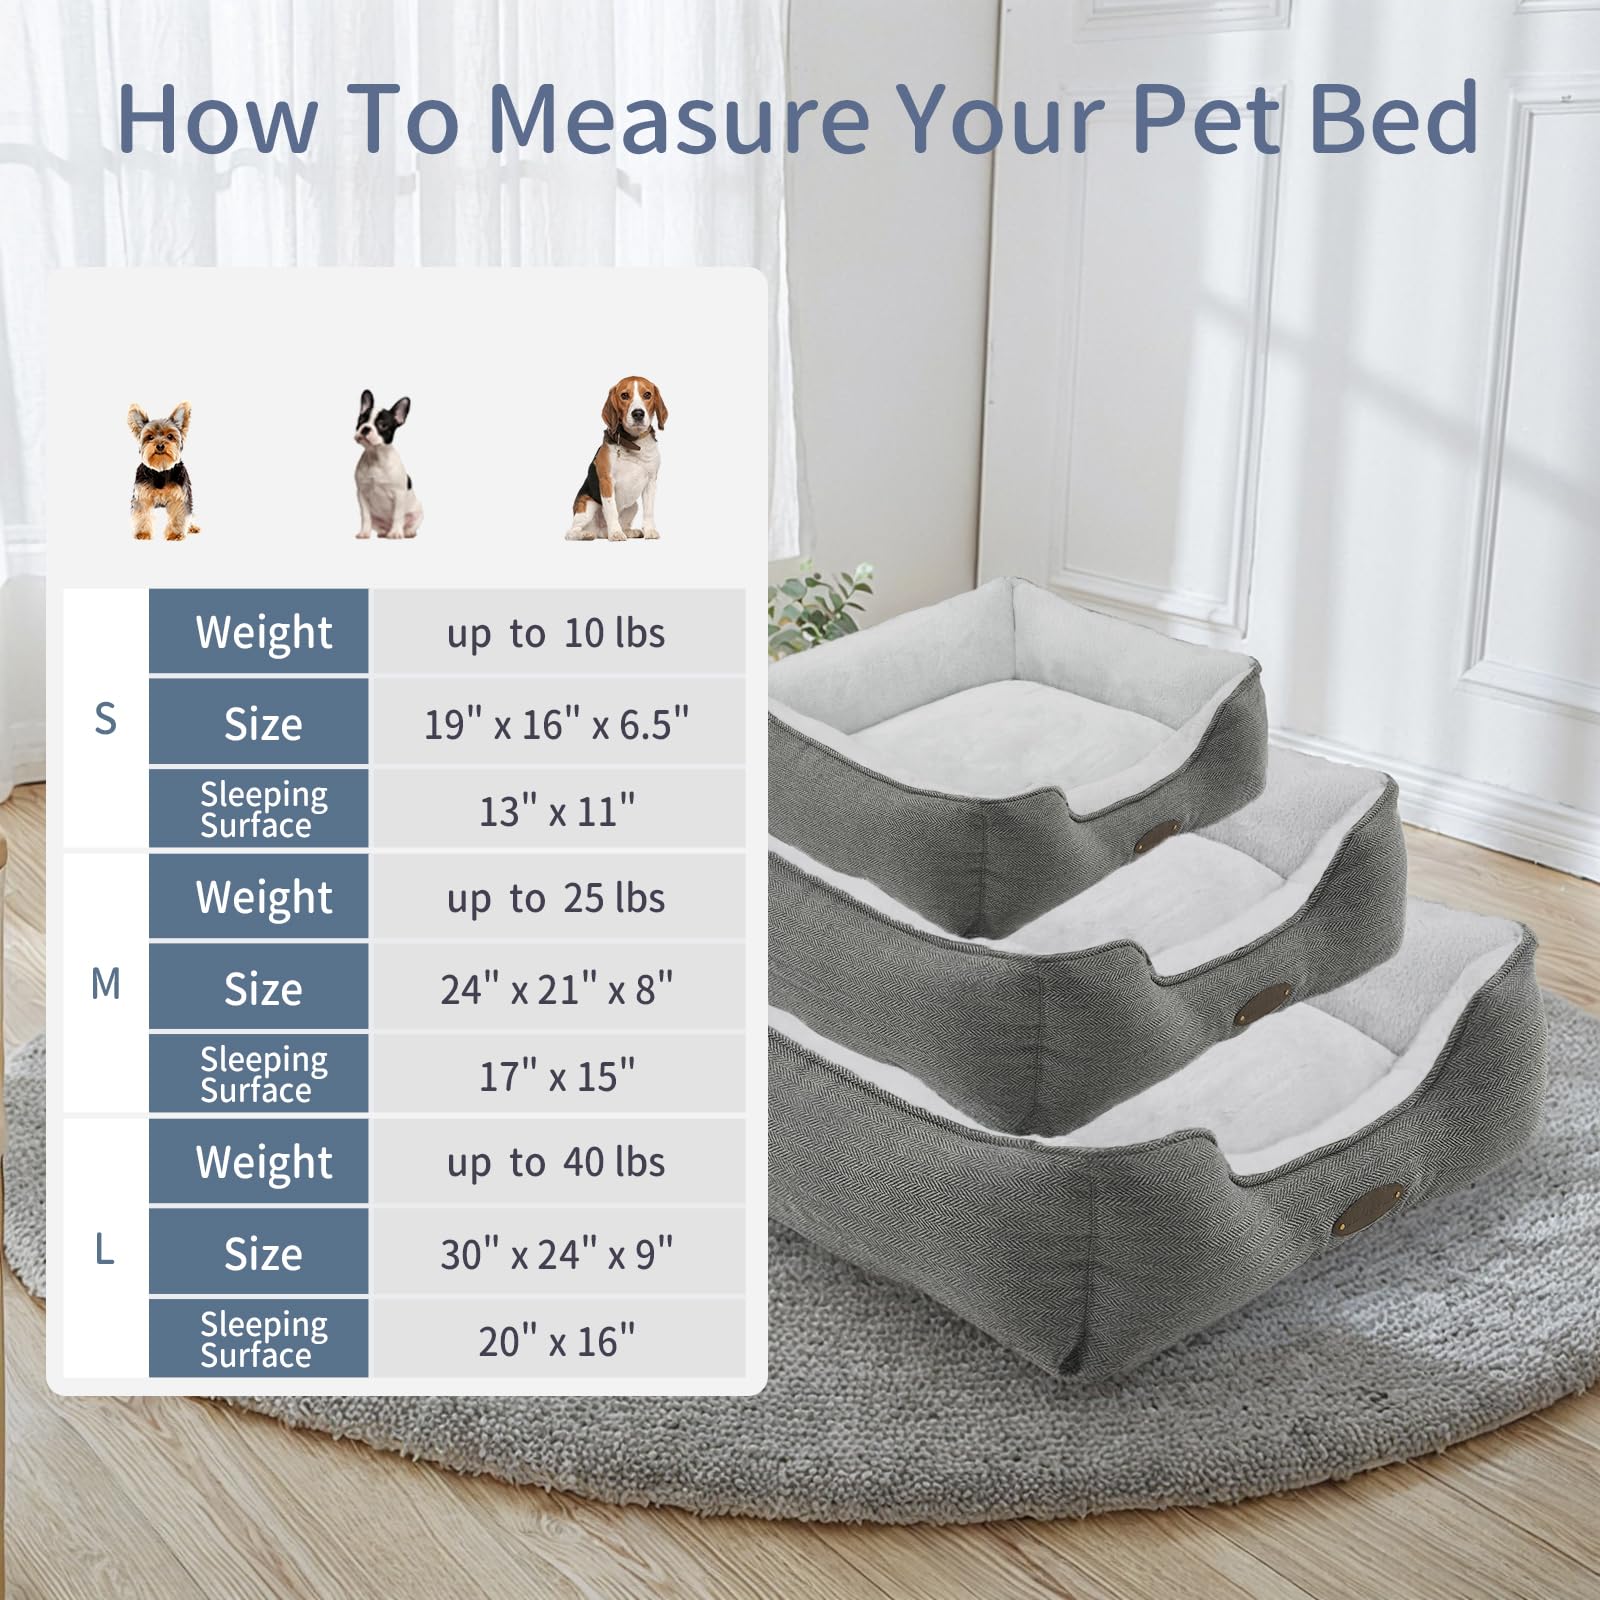 How To Measure Your Pet Bed
S
Weight
up to 10 lbs
Size
19" x 16" x 6.5"
Sleeping
Surface
13" x 11"
M
Weight
up to 25 lbs
Size
24" x 21" x 8"
Sleeping
Surface
17" x 15"
L
Weight
up to 40 lbs
Size
30" x 24" x 9"
Sleeping
Surface
20" x 16"